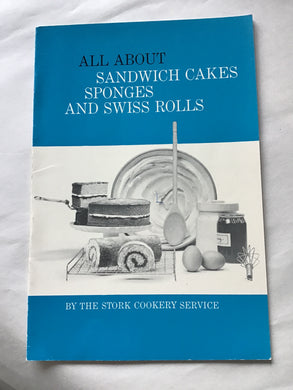 ALL ABOUT
SANDWICH CAKES
SPONGES
AND SWISS ROLLS
BY THE STORK COOKERY SERVICE